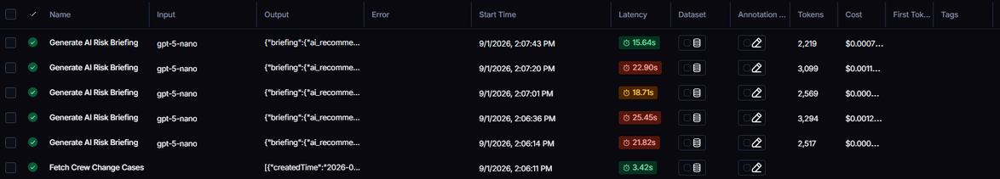 Name Input Output Error Start Time Latency Dataset Annotation ... Tokens Cost First Tok... Tags
Generate AI Risk Briefing gpt-5-nano {"briefing":{"ai_recomme... 9/1/2026, 2:07:43 PM 15.64s 2,219 $0.0007...
Generate AI Risk Briefing gpt-5-nano {"briefing":{"ai_recomme... 9/1/2026, 2:07:20 PM 22.90s 3,099 $0.0011...
Generate AI Risk Briefing gpt-5-nano {"briefing":{"ai_recomme... 9/1/2026, 2:07:01 PM 18.71s 2,569 $0.000...
Generate AI Risk Briefing gpt-5-nano {"briefing":{"ai_recomme... 9/1/2026, 2:06:36 PM 25.45s 3,294 $0.0012...
Generate AI Risk Briefing gpt-5-nano {"briefing":{"ai_recomme... 9/1/2026, 2:06:14 PM 21.82s 2,517 $0.000...
Fetch Crew Change Cases [{"createdTime":"2026-0... 9/1/2026, 2:06:11 PM 3.42s